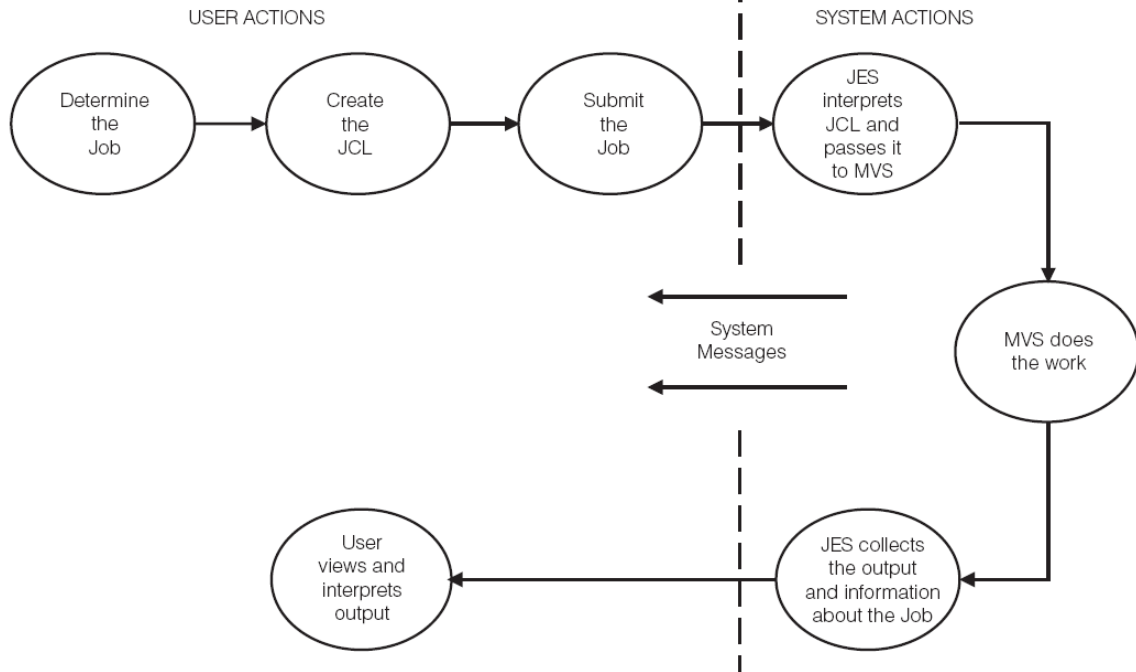 USER ACTIONS
SYSTEM ACTIONS
Determine
the
Job
Create
the
JCL
Submit
the
Job
JES
interprets
JCL and
passes it
to MVS
System
Messages
MVS does
the work
User
views and
interprets
output
JES collects
the output
and information
about the Job